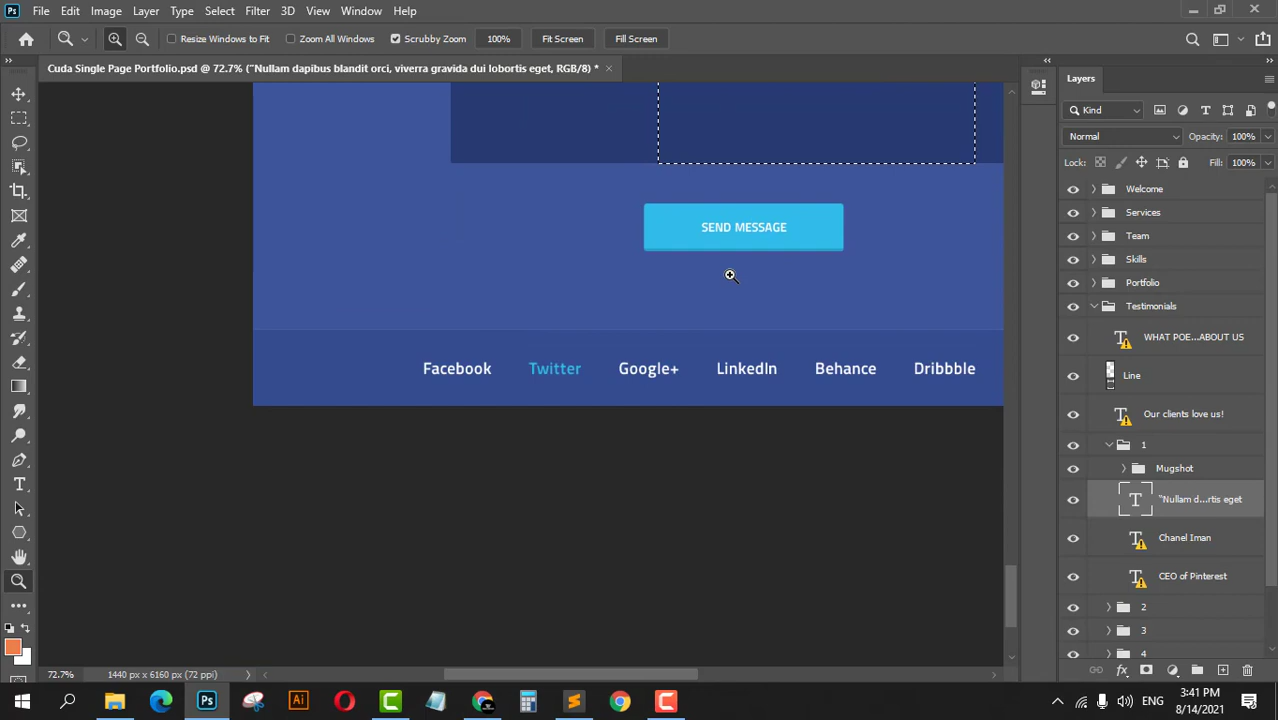 Ps File Edit Image Layer Type Select Filter 3D View Window Help
Resize Windows to Fit Zoom All Windows Scrubby Zoom 100% Fit Screen Fill Screen
Cuda Single Page Portfolio.psd @ 72.7% ("Nullam dapibus blandit orci, viverra gravida dui lobortis eget, RGB/8) *
Layers
Kind
Normal Opacity: 100%
Lock: Fill: 100%
Welcome
Services
Team
Skills
Portfolio
Testimonials
WHAT POE...ABOUT US
Line
Our clients love us!
1
Mugshot
"Nullam d...rtis eget
Chanel Iman
CEO of Pinterest
2
3
4
SEND MESSAGE
Facebook Twitter Google+ LinkedIn Behance Dribbble
72.7% 1440 px x 6160 px (72 ppi)
Ps Ai ENG
3:41 PM
8/14/2021